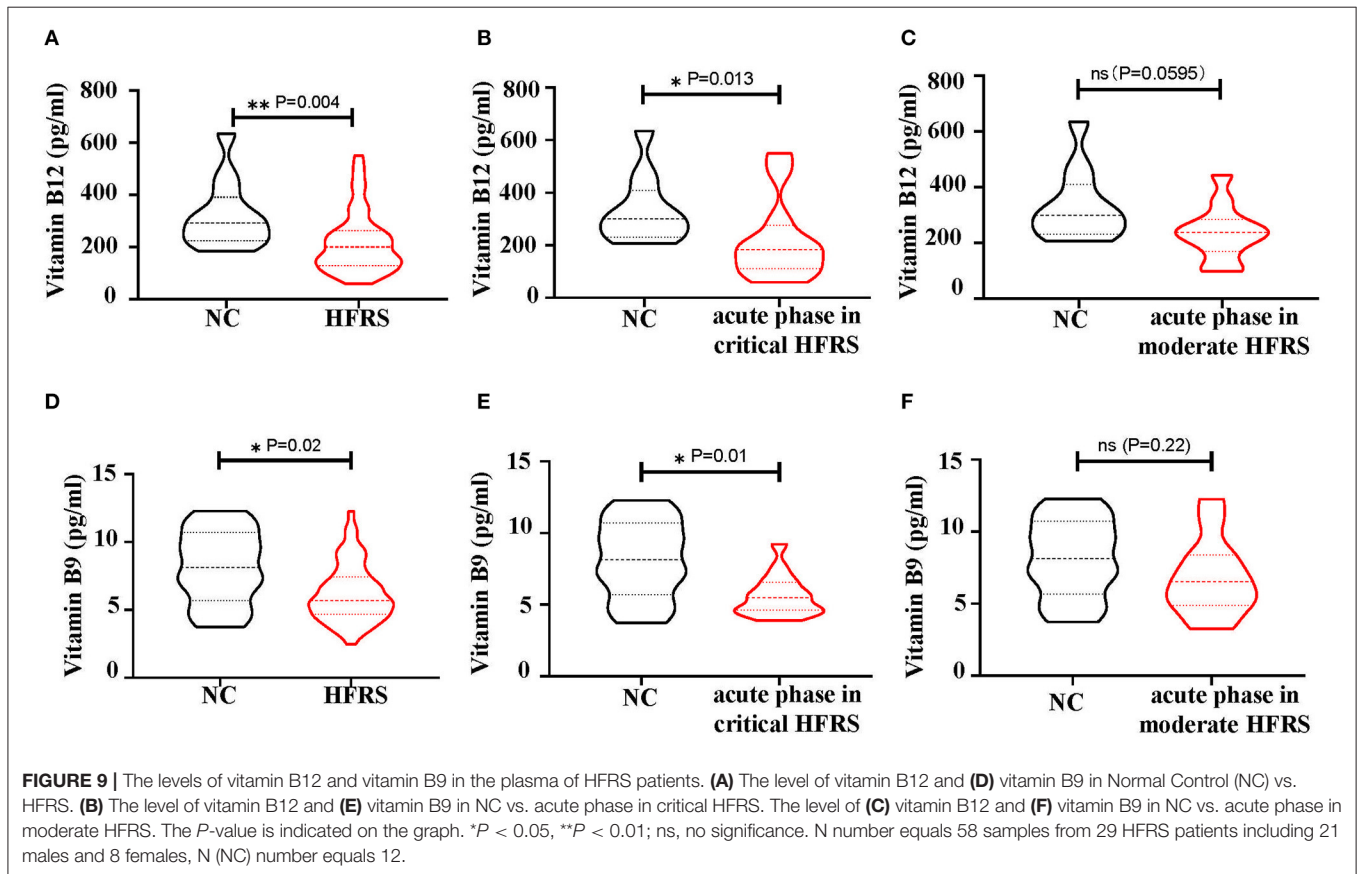 A
Vitamin B12 (pg/ml)
800
600
400
200
0
** P=0.004
NC
HFRS
B
Vitamin B12 (pg/ml)
800
600
400
200
0
* P=0.013
NC
acute phase in
critical HFRS
C
Vitamin B12 (pg/ml)
800
600
300
200
0
ns (P=0.0595)
NC
acute phase in
moderate HFRS
D
Vitamin B9 (pg/ml)
15
10
5
0
* P=0.02
NC
HFRS
E
Vitamin B9 (pg/ml)
15
10
5
0
* P=0.01
NC
acute phase in
critical HFRS
F
Vitamin B9 (pg/ml)
15
10
5
0
ns (P=0.22)
NC
acute phase in
moderate HFRS
FIGURE 9 | The levels of vitamin B12 and vitamin B9 in the plasma of HFRS patients. (A) The level of vitamin B12 and (D) vitamin B9 in Normal Control (NC) vs.
HFRS. (B) The level of vitamin B12 and (E) vitamin B9 in NC vs. acute phase in critical HFRS. The level of (C) vitamin B12 and (F) vitamin B9 in NC vs. acute phase in
moderate HFRS. The P-value is indicated on the graph. *P < 0.05, **P < 0.01; ns, no significance. N number equals 58 samples from 29 HFRS patients including 21
males and 8 females, N (NC) number equals 12.